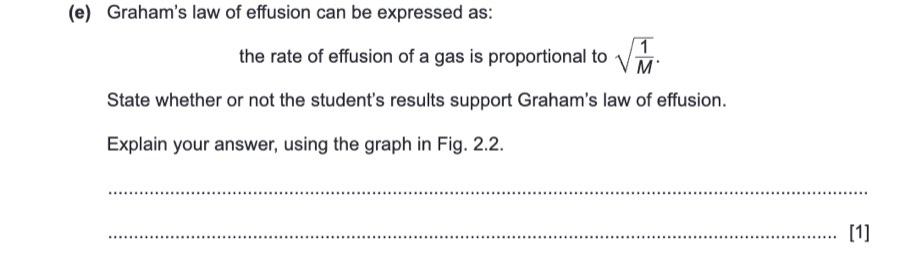 (e) Graham's law of effusion can be expressed as:
the rate of effusion of a gas is proportional to √(1/M).
State whether or not the student's results support Graham's law of effusion.
Explain your answer, using the graph in Fig. 2.2.
[1]